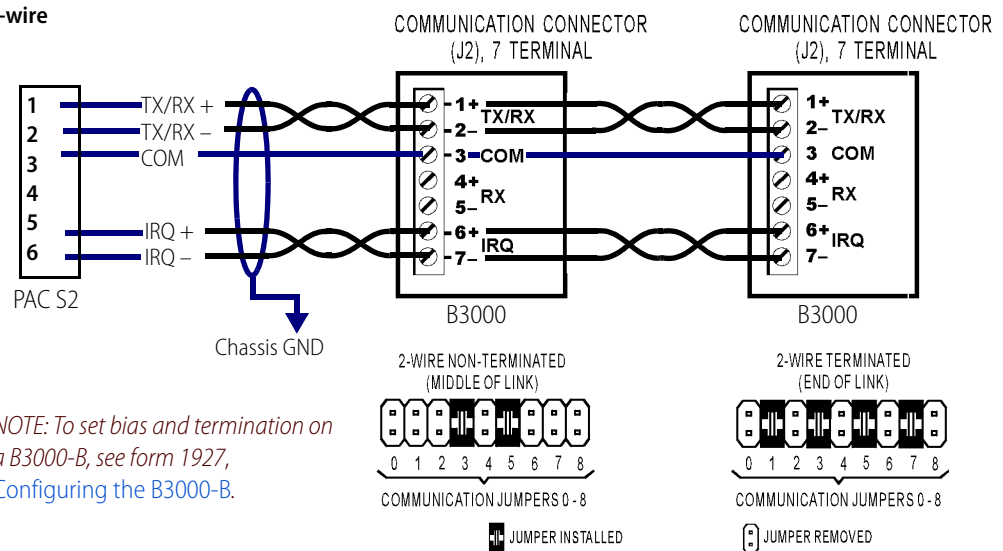 -wire
COMMUNICATION CONNECTOR
(J2), 7 TERMINAL
COMMUNICATION CONNECTOR
(J2), 7 TERMINAL
1
2
3
4
5
6
TX/RX +
TX/RX –
COM
IRQ +
IRQ –
PAC S2
Chassis GND
1+
2–
TX/RX
3 COM
4+
5–
RX
6+
7–
IRQ
B3000
1+
2–
TX/RX
3 COM
4+
5–
RX
6+
7–
IRQ
B3000
2-WIRE NON-TERMINATED
(MIDDLE OF LINK)
0 1 2 3 4 5 6 7 8
COMMUNICATION JUMPERS 0 - 8
2-WIRE TERMINATED
(END OF LINK)
0 1 2 3 4 5 6 7 8
COMMUNICATION JUMPERS 0 - 8
NOTE: To set bias and termination on
a B3000-B, see form 1927,
Configuring the B3000-B.
JUMPER INSTALLED
JUMPER REMOVED